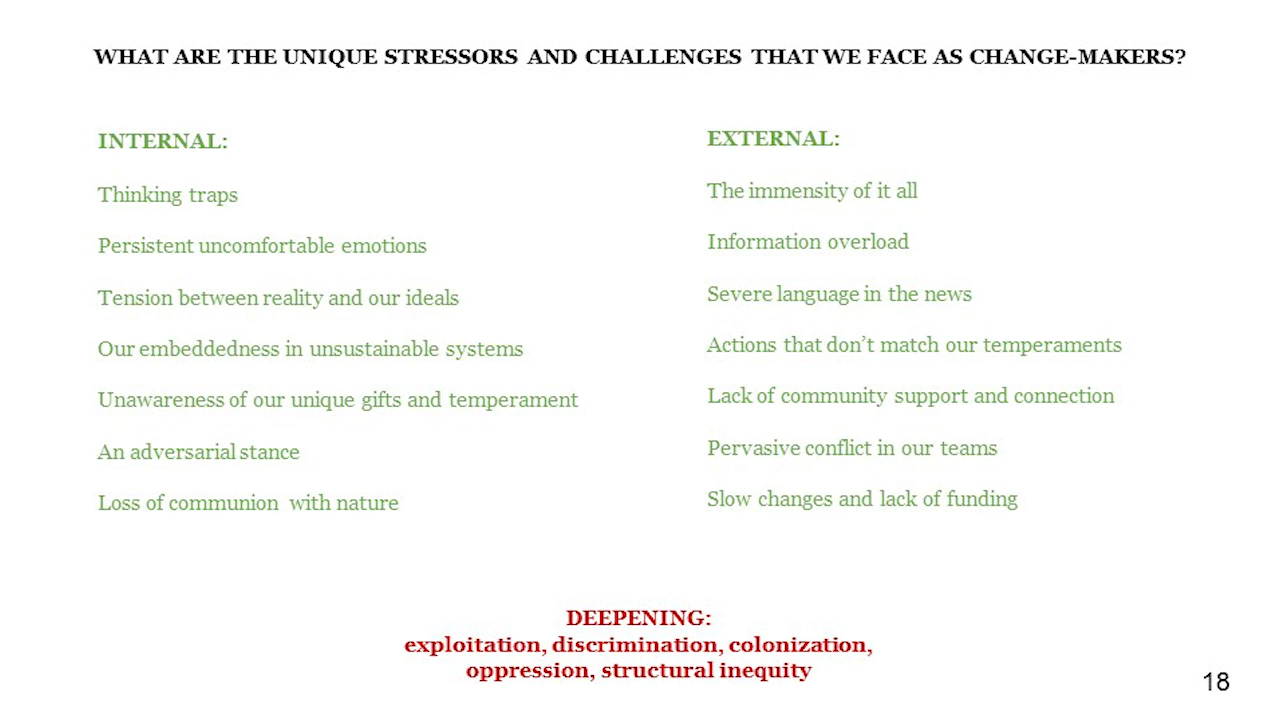 WHAT ARE THE UNIQUE STRESSORS AND CHALLENGES THAT WE FACE AS CHANGE-MAKERS?
INTERNAL:
Thinking traps
Persistent uncomfortable emotions
Tension between reality and our ideals
Our embeddedness in unsustainable systems
Unawareness of our unique gifts and temperament
An adversarial stance
Loss of communion with nature
EXTERNAL:
The immensity of it all
Information overload
Severe language in the news
Actions that don’t match our temperaments
Lack of community support and connection
Pervasive conflict in our teams
Slow changes and lack of funding
DEEPENING:
exploitation, discrimination, colonization,
oppression, structural inequity
18